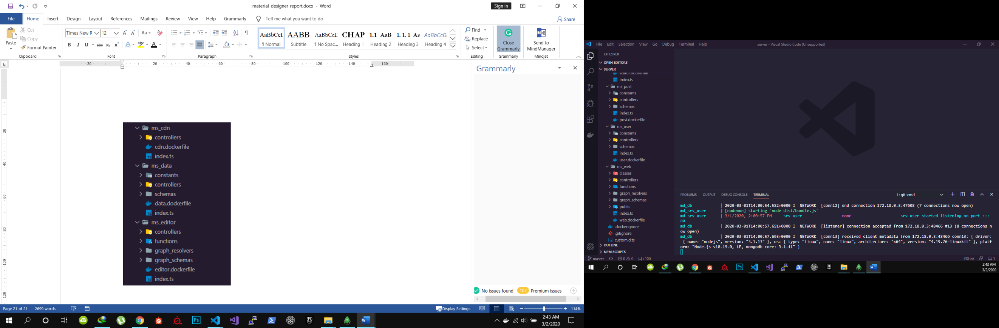 material_designer_report.docx - Word
Sign in
File Home Insert Design Layout References Mailings Review View Help Grammarly Tell me what you want to do
Share
Paste
Cut
Copy
Format Painter
Clipboard
Times New R 12 Aa
B I U abc x₂ x² A A
Font
Paragraph
AaBbCcI AABB AaBbCcD CHAP 1.1 AaBl 1. 1. 1 Aa AaBbCcD
¶ Normal Subtitle ¶ No Spac... Heading 1 Heading 2 Heading 3 Heading 4
Styles
Find
Replace
Select
Editing
Close Grammarly
Grammarly
Send to MindManager
Mindjet
20 20 40 60 80 100 120 140 160
20
40
60
80
100
120
Grammarly
ms_cdn
controllers
cdn.dockerfile
index.ts
ms_data
constants
controllers
schemas
data.dockerfile
index.ts
ms_editor
controllers
functions
graph_resolvers
graph_schemas
editor.dockerfile
index.ts
No issues found 107 Premium issues
Page 21 of 21 2699 words
Display Settings
114%
2:43 AM
3/2/2020
File Edit Selection View Go Debug Terminal Help
server - Visual Studio Code [Unsupported]
EXPLORER
OPEN EDITORS
SERVER
editor.dockerfile
index.ts
ms_post
constants
controllers
schemas
index.ts
post.dockerfile
ms_user
constants
controllers
schemas
index.ts
user.dockerfile
ms_web
classes
controllers
functions
graph_resolvers
graph_schemas
public
index.ts
web.dockerfile
.dockerignore
.gitignore
custom.d.ts
OUTLINE
NPM SCRIPTS
PROBLEMS OUTPUT DEBUG CONSOLE TERMINAL
1: git-cmd
md_db | 2020-03-01T14:00:54.582+0000 I NETWORK [conn12] end connection 172.18.0.3:47608 (7 connections now open)
md_srv_user | [nodemon] starting `node dist/bundle.js`
md_srv_user | 3/1/2020, 2:00:57 PM srv_user none srv_user started listening on port :::
80
md_db | 2020-03-01T14:00:57.651+0000 I NETWORK [listener] connection accepted from 172.18.0.3:48466 #13 (8 connections n
ow open)
md_db | 2020-03-01T14:00:57.693+0000 I NETWORK [conn13] received client metadata from 172.18.0.3:48466 conn13: { driver:
{ name: "nodejs", version: "3.1.13" }, os: { type: "Linux", name: "linux", architecture: "x64", version: "4.19.76-linuxkit" }, platf
orm: "Node.js v10.19.0, LE, mongodb-core: 3.1.11" }
master 0 0 {..} : 100
ESLint 1
2:43 AM
3/2/2020